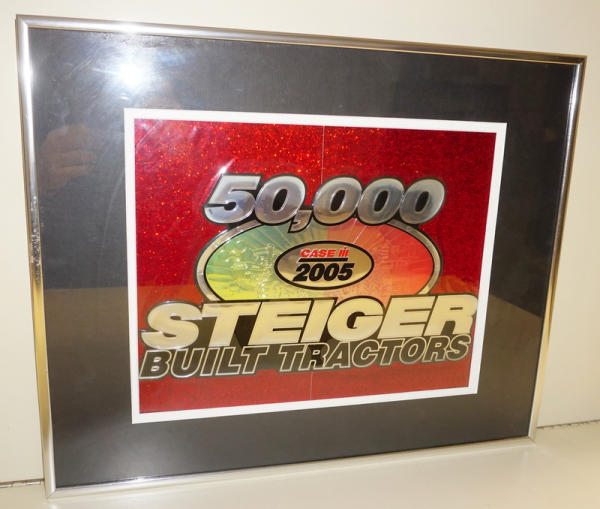 50,000
CASE IH
2005
STEIGER
BUILT TRACTORS